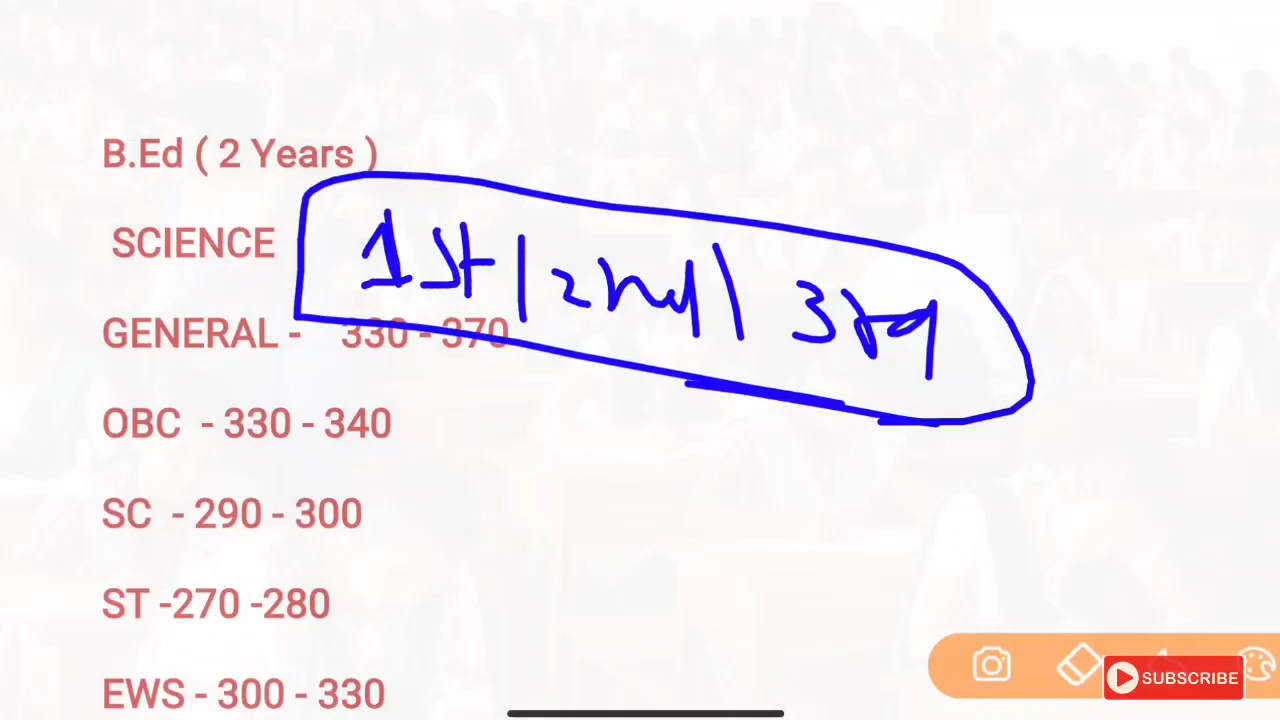 B.Ed ( 2 Years )
SCIENCE
1st | 2nd | 3rd
GENERAL - 330 - 370
OBC - 330 - 340
SC - 290 - 300
ST -270 -280
EWS - 300 - 330
SUBSCRIBE